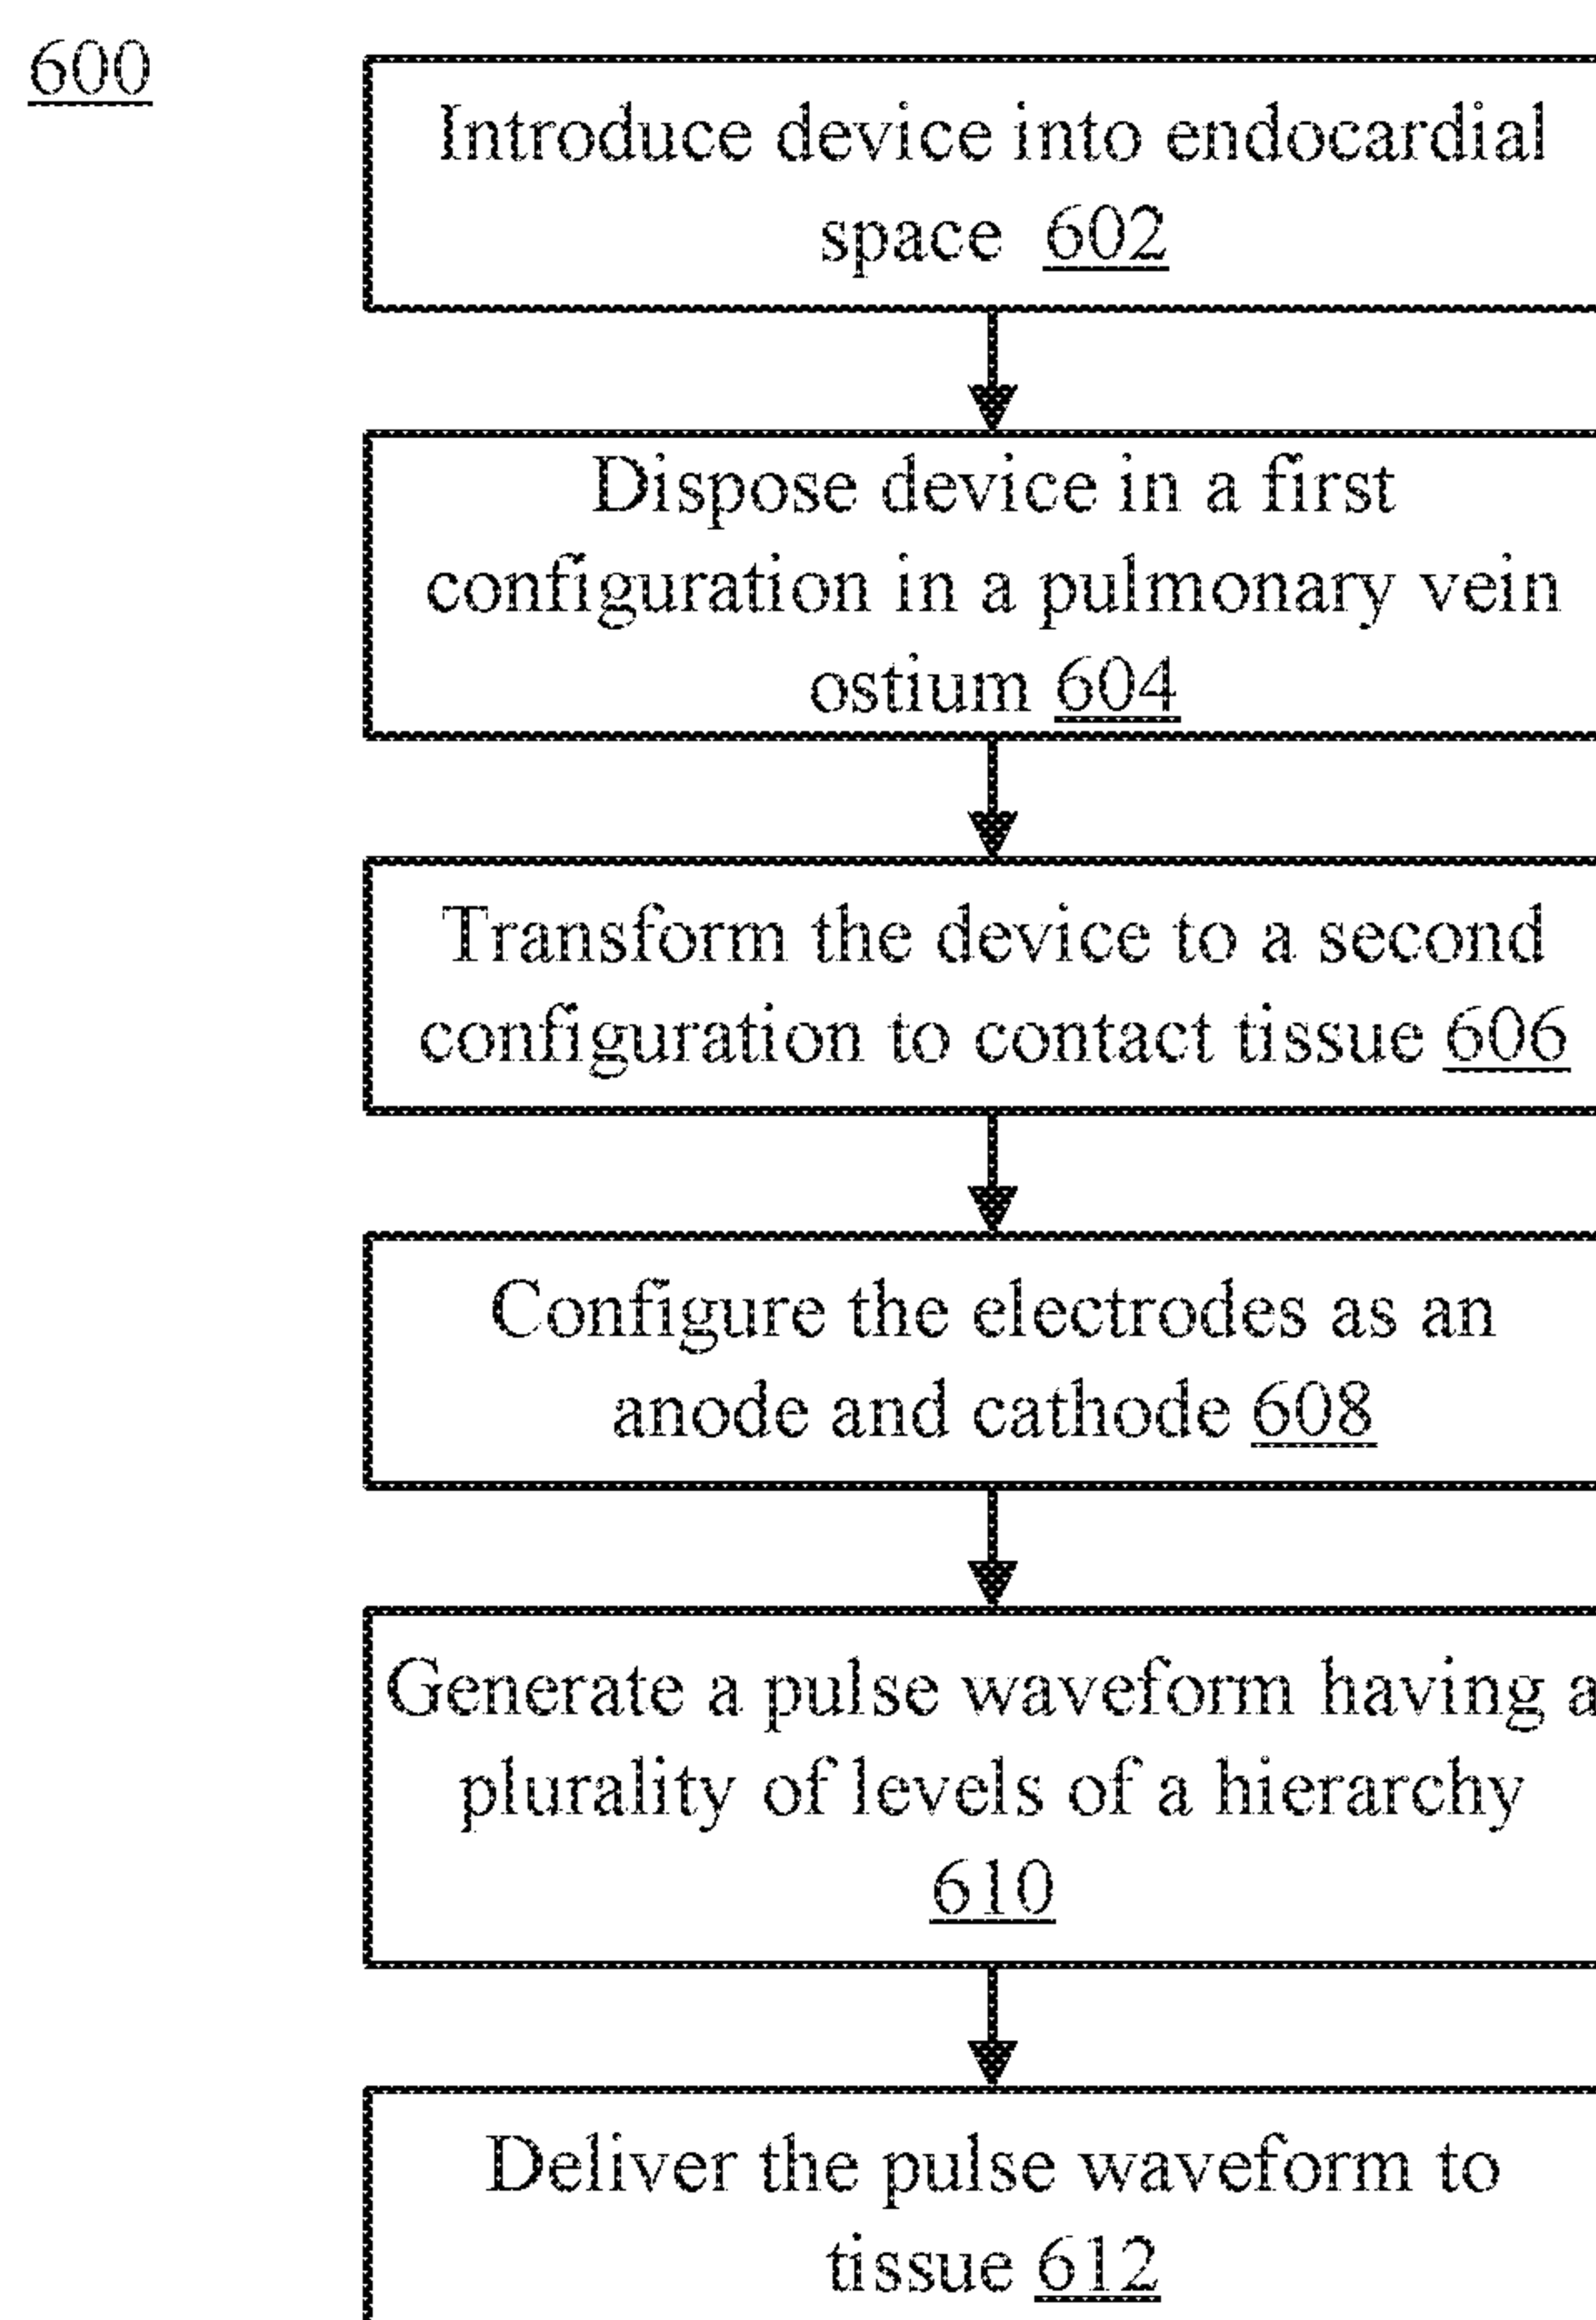 600
Introduce device into endocardial
space 602
Dispose device in a first
configuration in a pulmonary vein
ostium 604
Transform the device to a second
configuration to contact tissue 606
Configure the electrodes as an
anode and cathode 608
Generate a pulse waveform having a
plurality of levels of a hierarchy
610
Deliver the pulse waveform to
tissue 612